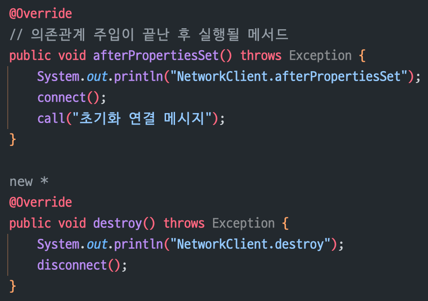 @Override
// 의존관계 주입이 끝난 후 실행될 메서드
public void afterPropertiesSet() throws Exception {
    System.out.println("NetworkClient.afterPropertiesSet");
    connect();
    call("초기화 연결 메시지");
}
new *
@Override
public void destroy() throws Exception {
    System.out.println("NetworkClient.destroy");
    disconnect();
}